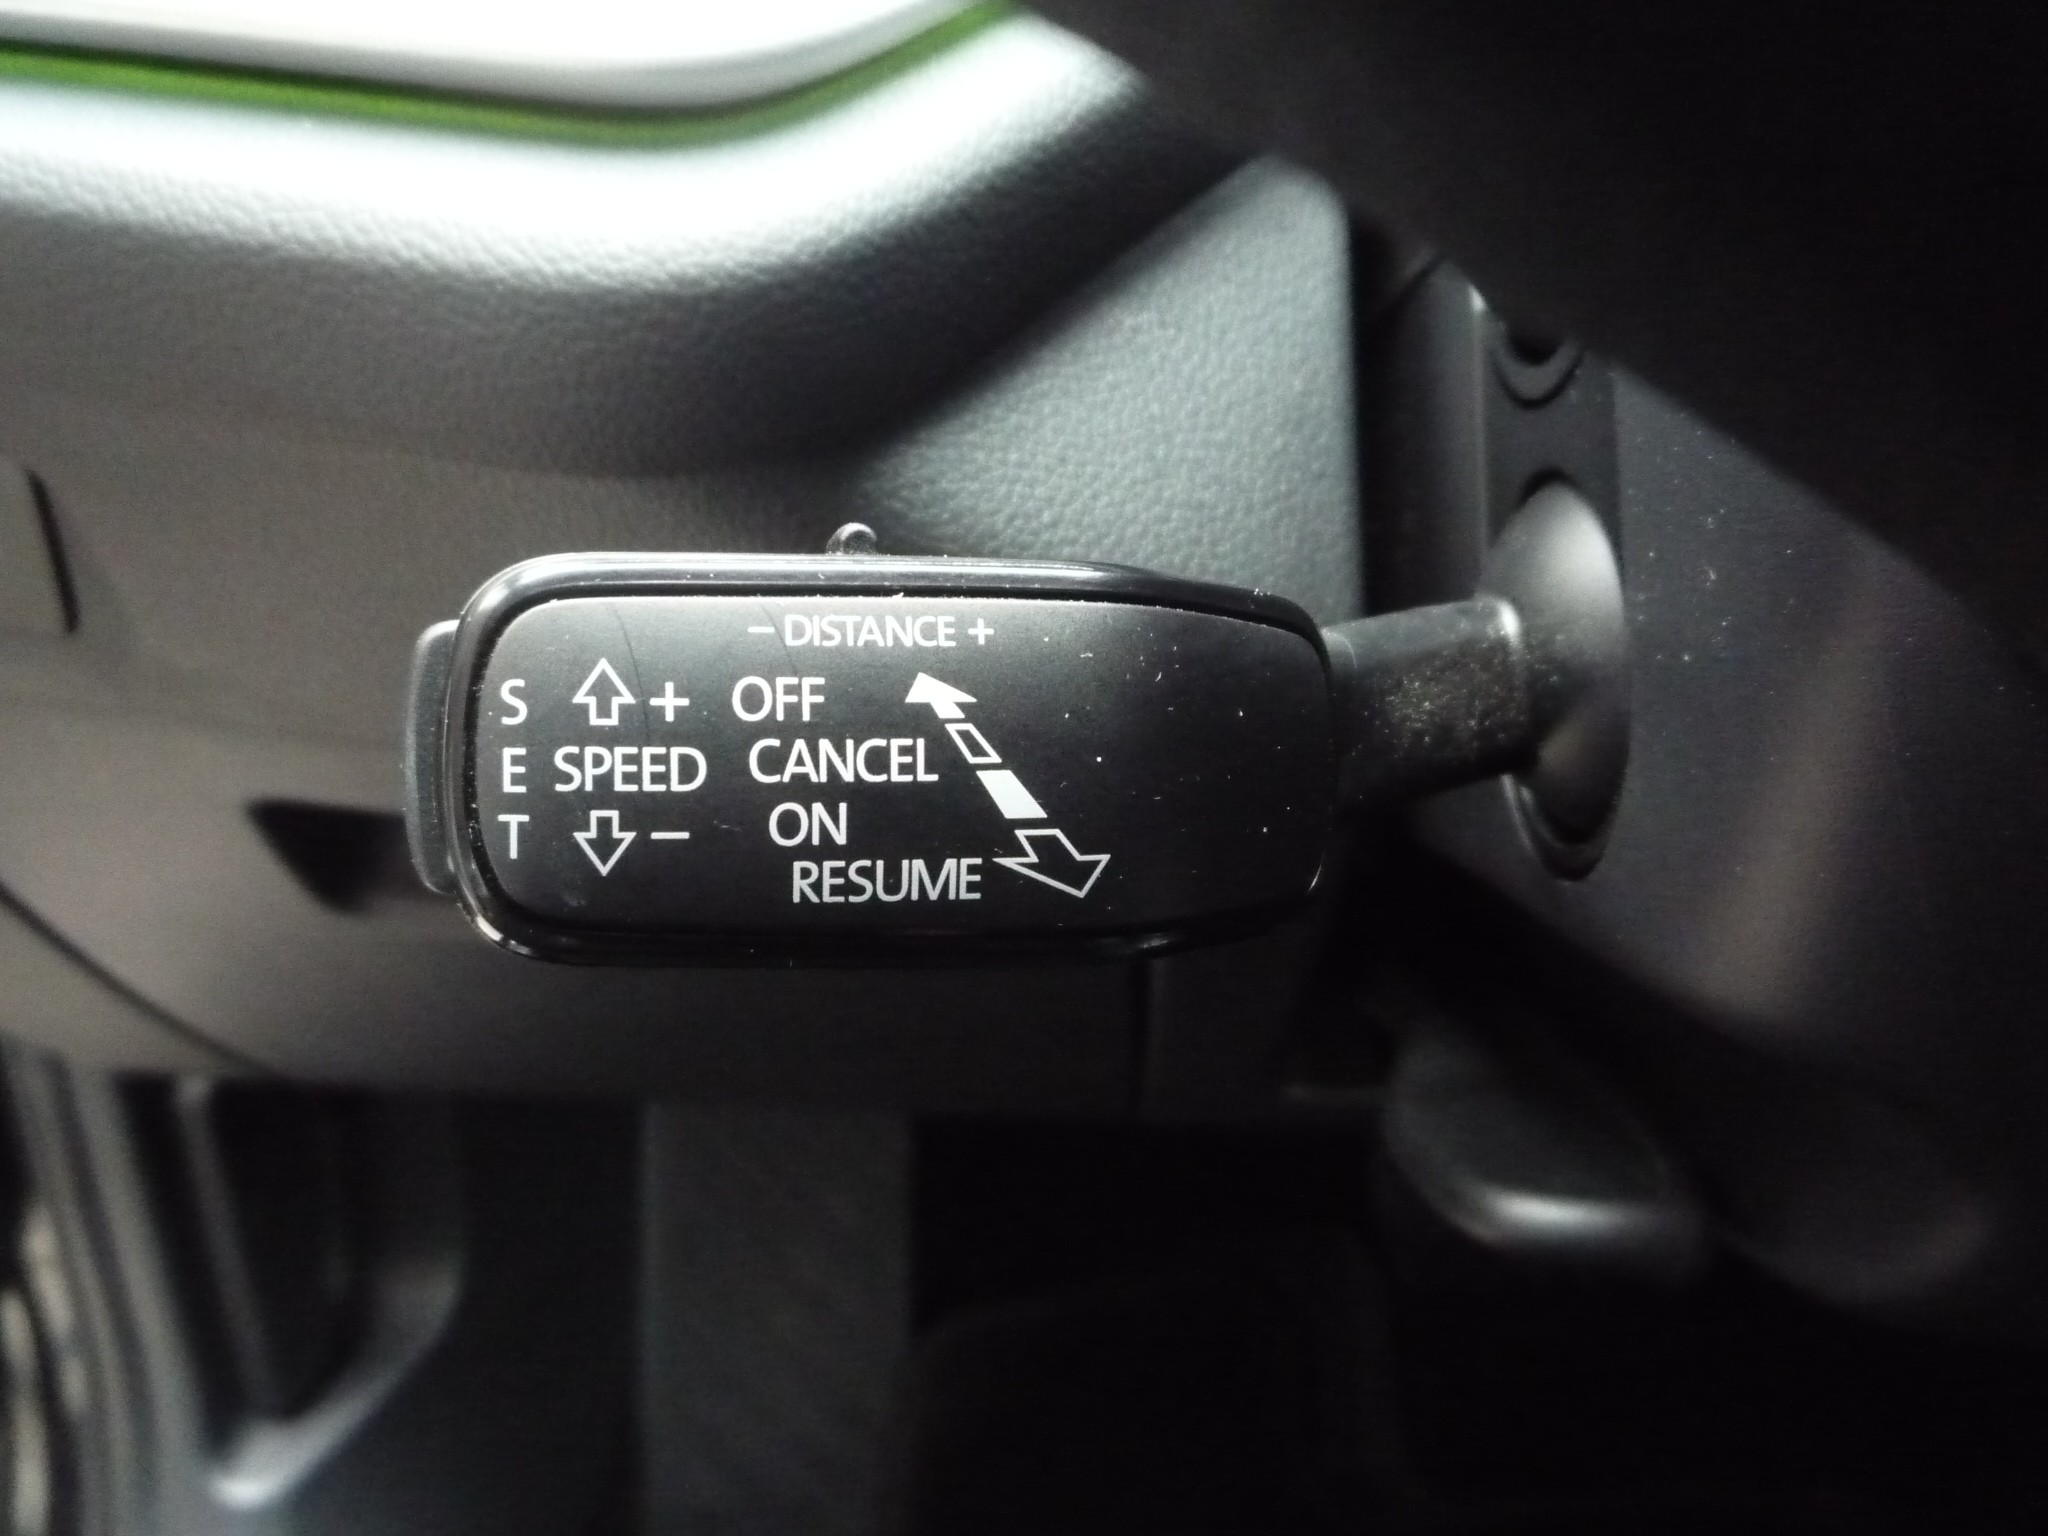 – DISTANCE +
S + OFF
E SPEED CANCEL
T – ON
RESUME